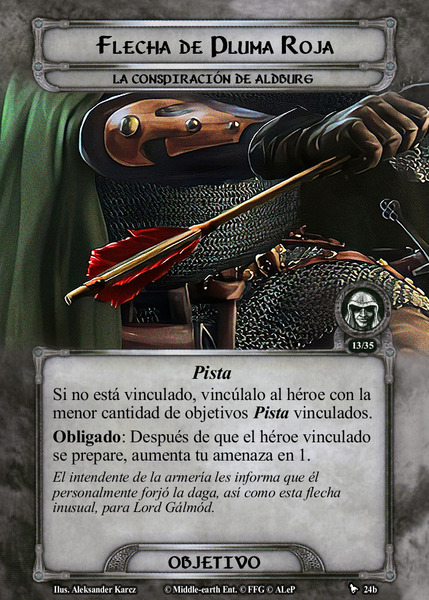 Flecha de Pluma Roja
La Conspiración de Aldburg
13/35
Pista
Si no está vinculado, vincúlalo al héroe con la
menor cantidad de objetivos Pista vinculados.
Obligado: Después de que el héroe vinculado
se prepare, aumenta tu amenaza en 1.
El intendente de la armería les informa que él
personalmente forjó la daga, así como esta flecha
inusual, para Lord Gálmód.
OBJETIVO
Ilus. Aleksander Karcz © Middle-earth Ent. © FFG © ALeP 24b